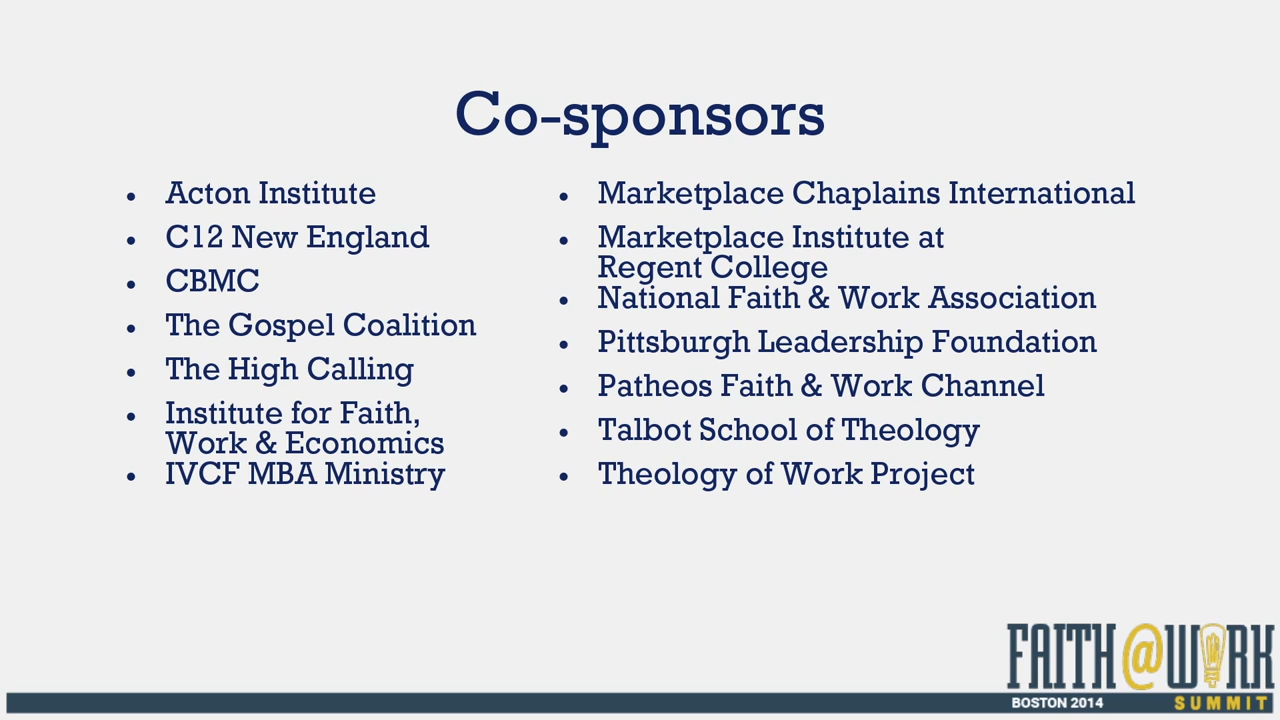 Co-sponsors
• Acton Institute
• C12 New England
• CBMC
• The Gospel Coalition
• The High Calling
• Institute for Faith,
Work & Economics
• IVCF MBA Ministry
• Marketplace Chaplains International
• Marketplace Institute at
Regent College
• National Faith & Work Association
• Pittsburgh Leadership Foundation
• Patheos Faith & Work Channel
• Talbot School of Theology
• Theology of Work Project
FAITH@WORK
BOSTON 2014 SUMMIT